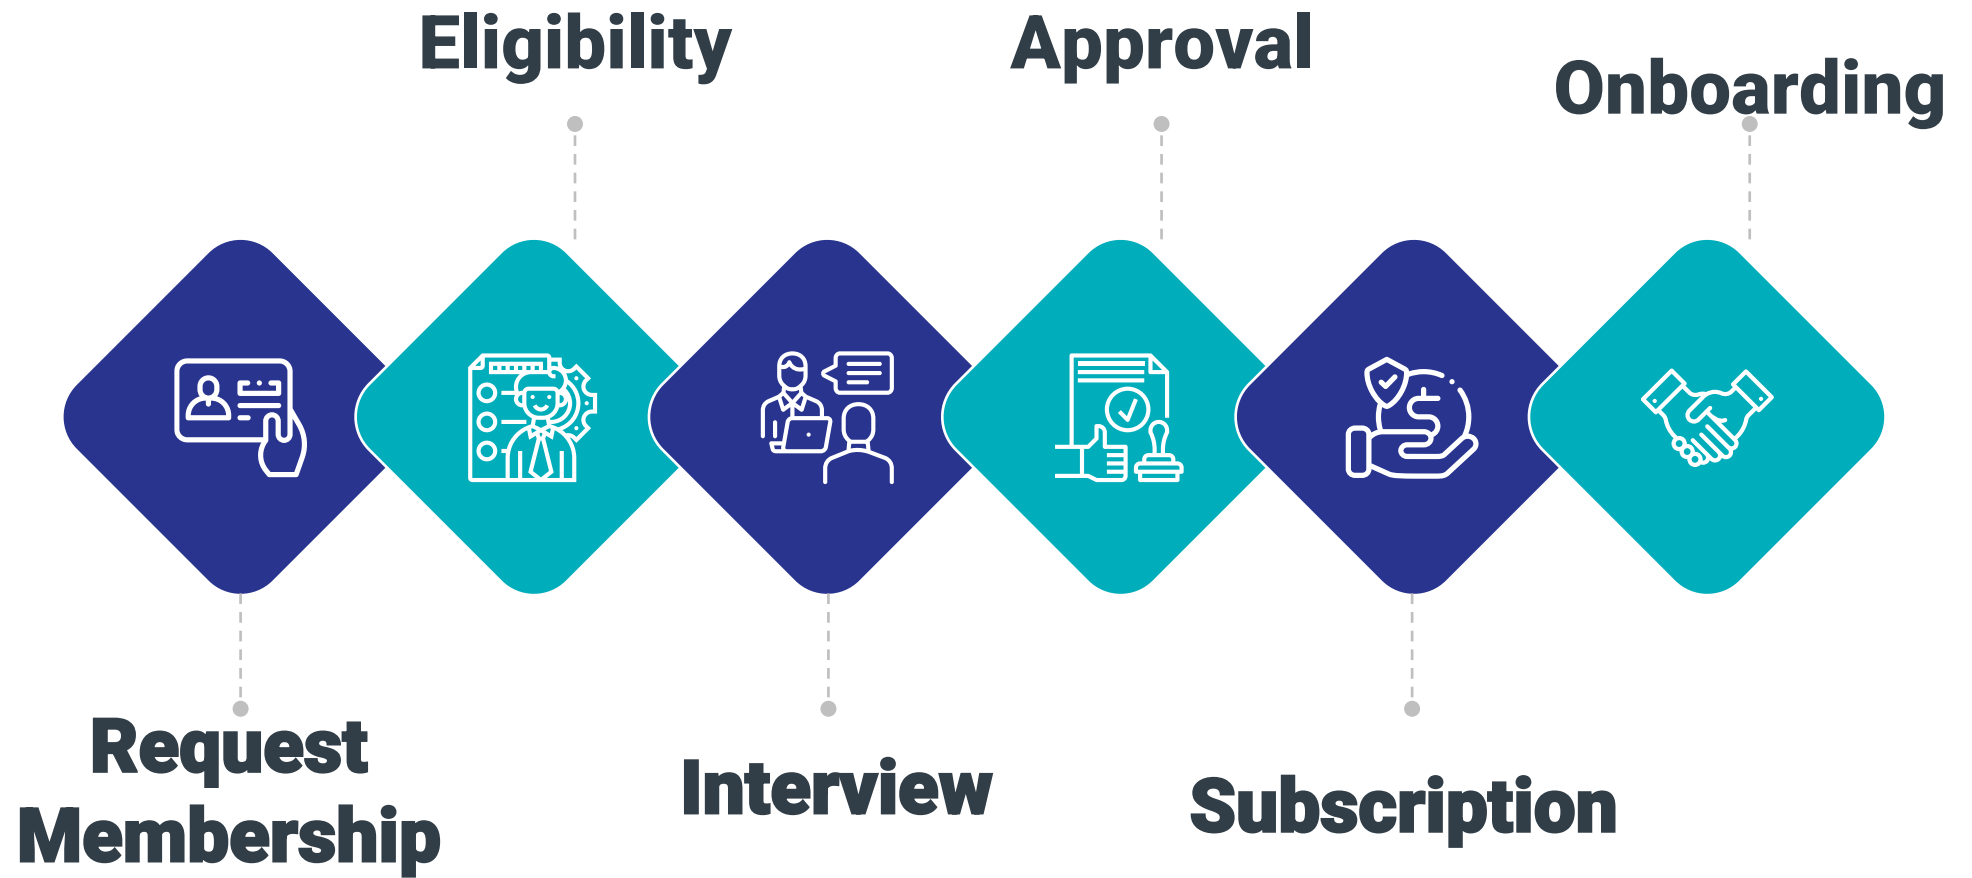 Eligibility
Approval
Onboarding
Request
Membership
Interview
Subscription